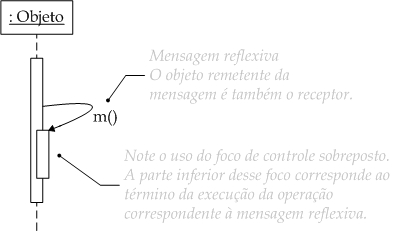 : Objeto
Mensagem reflexiva
O objeto remetente da
mensagem é também o receptor.
m()
Note o uso do foco de controle sobreposto.
A parte inferior desse foco corresponde ao
término da execução da operação
correspondente à mensagem reflexiva.